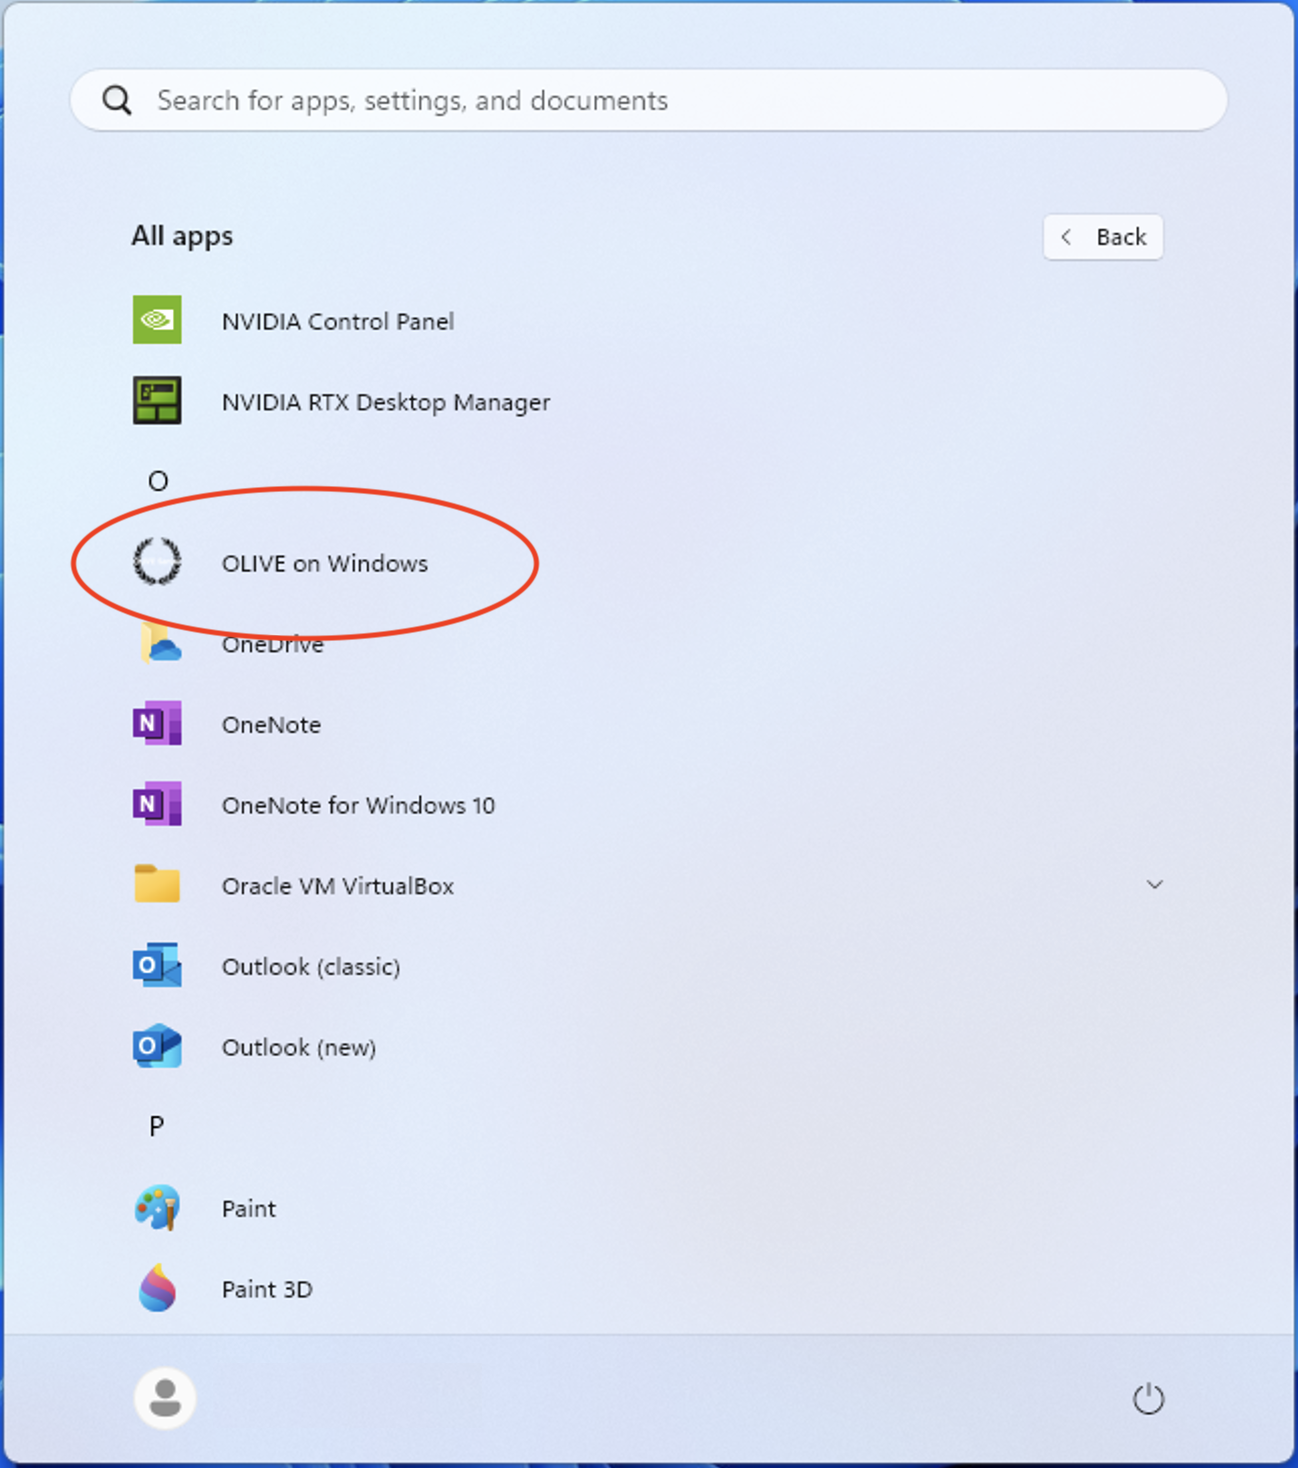 Search for apps, settings, and documents
All apps
Back
NVIDIA Control Panel
NVIDIA RTX Desktop Manager
O
OLIVE on Windows
OneDrive
N
OneNote
N
OneNote for Windows 10
Oracle VM VirtualBox
O
Outlook (classic)
O
Outlook (new)
P
Paint
Paint 3D